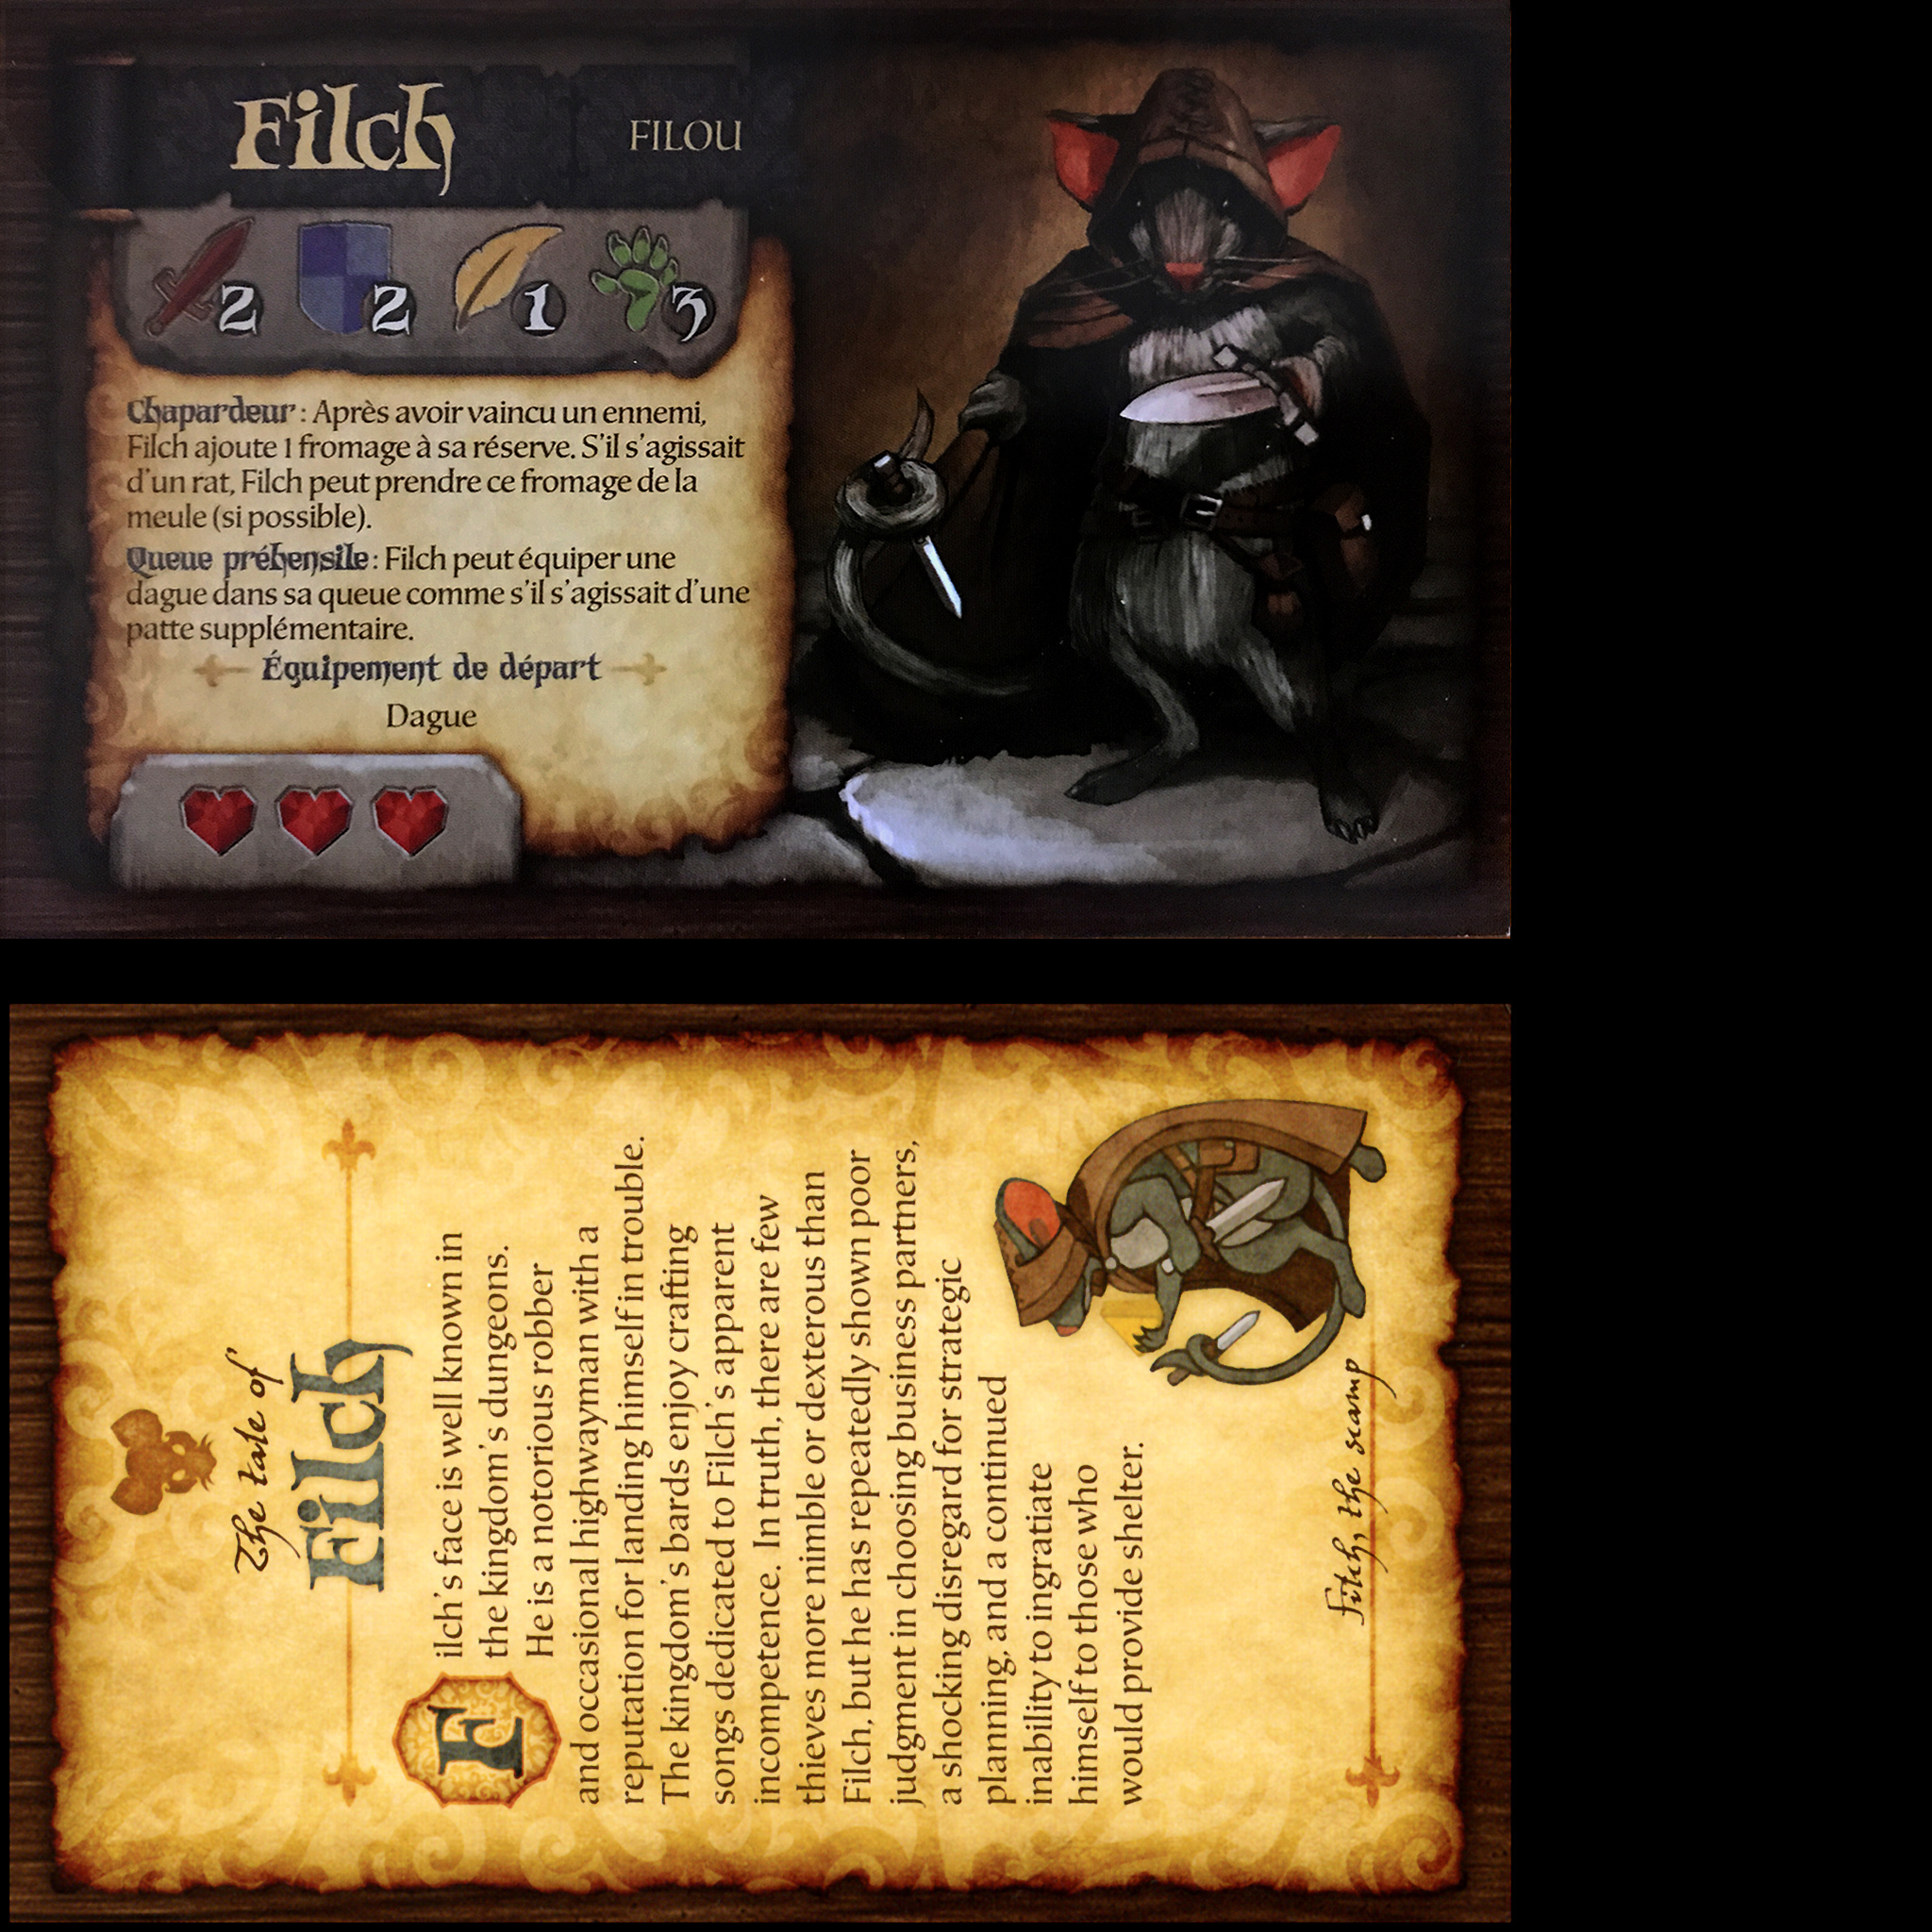 Filch
FILOU
2 2 1 3
Chapardeur : Après avoir vaincu un ennemi,
Filch ajoute 1 fromage à sa réserve. S'il s'agissait
d'un rat, Filch peut prendre ce fromage de la
meule (si possible).
Queue préhensile : Filch peut équiper une
dague dans sa queue comme s'il s'agissait d'une
patte supplémentaire.
Équipement de départ
Dague
The tale of
Filch
Filch's face is well known in
the kingdom's dungeons.
He is a notorious robber
and occasional highwayman with a
reputation for landing himself in trouble.
The kingdom's bards enjoy crafting
songs dedicated to Filch's apparent
incompetence. In truth, there are few
thieves more nimble or dexterous than
Filch, but he has repeatedly shown poor
judgment in choosing business partners,
a shocking disregard for strategic
planning, and a continued
inability to ingratiate
himself to those who
would provide shelter.
Filch, the scamp